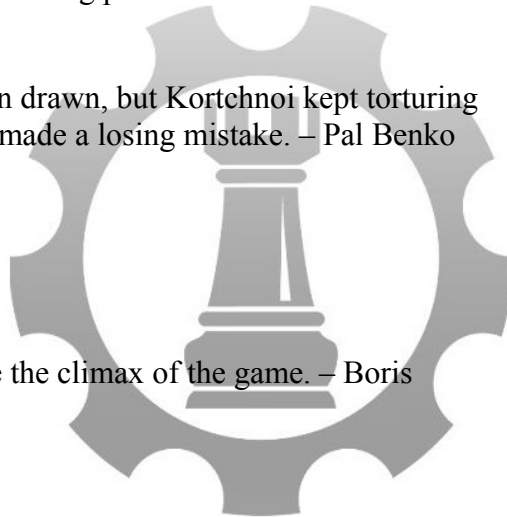 n drawn, but Kortchnoi kept torturing
made a losing mistake. – Pal Benko
e the climax of the game. – Boris